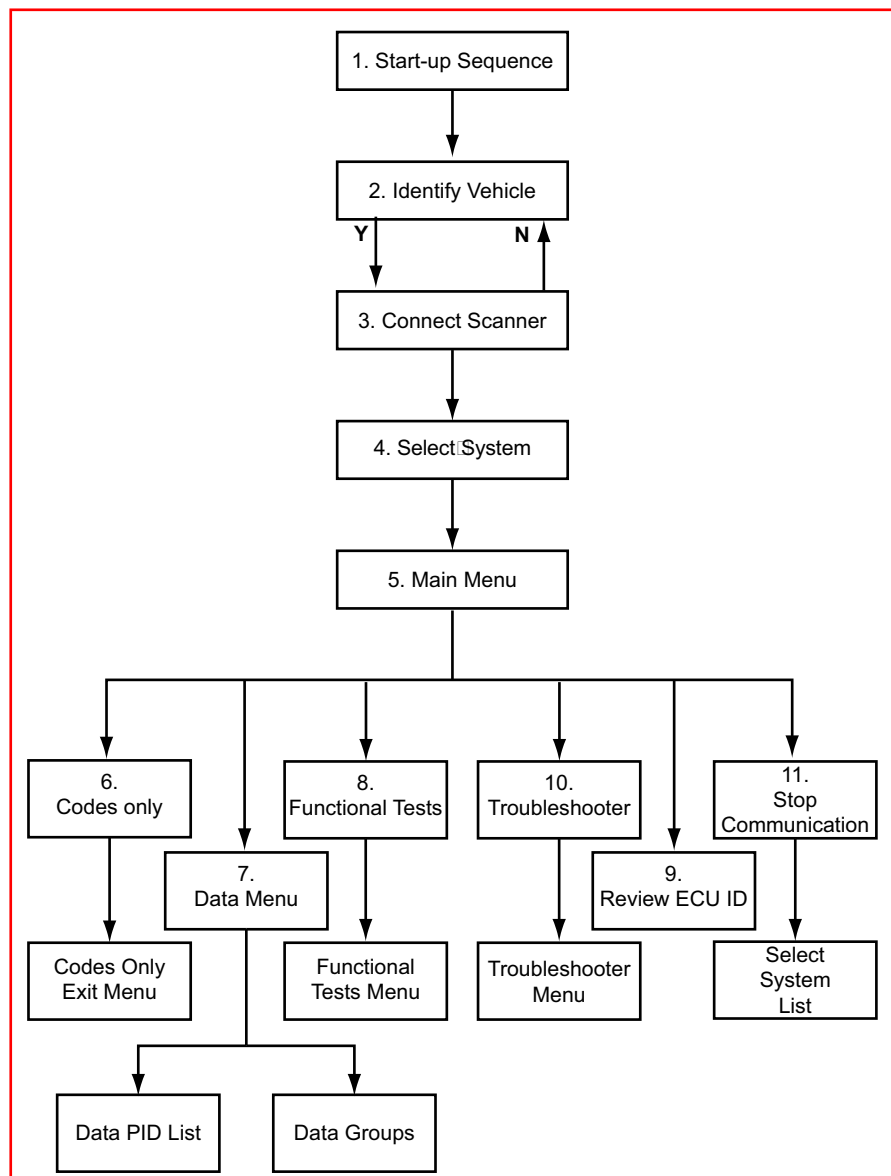 1. Start-up Sequence
2. Identify Vehicle
Y
N
3. Connect Scanner
4. Select System
5. Main Menu
6.
Codes only
8.
Functional Tests
10.
Troubleshooter
11.
Stop
Communication
7.
Data Menu
9.
Review ECU ID
Codes Only
Exit Menu
Functional
Tests Menu
Troubleshooter
Menu
Select
System
List
Data PID List
Data Groups